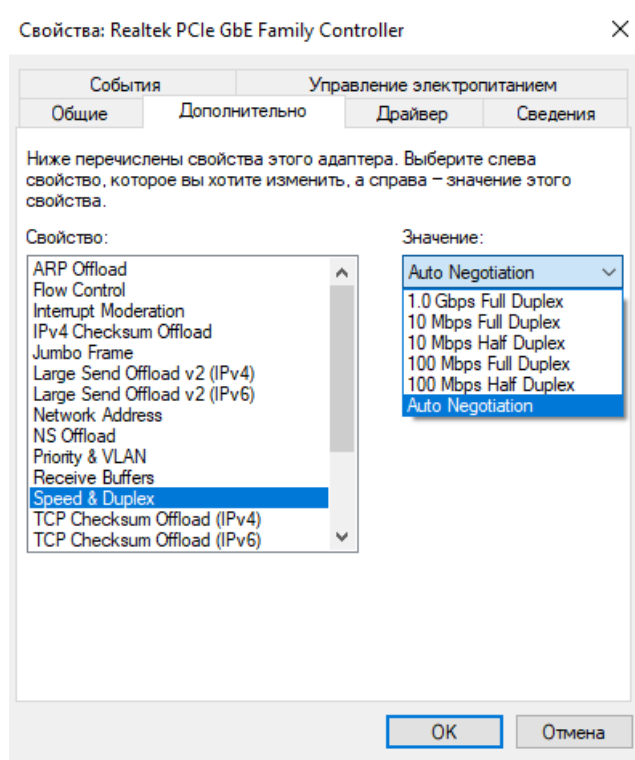 Свойства: Realtek PCIe GbE Family Controller
События
Управление электропитанием
Общие
Дополнительно
Драйвер
Сведения
Ниже перечислены свойства этого адаптера. Выберите слева
свойство, которое вы хотите изменить, а справа – значение этого
свойства.
Свойство:
ARP Offload
Flow Control
Interrupt Moderation
IPv4 Checksum Offload
Jumbo Frame
Large Send Offload v2 (IPv4)
Large Send Offload v2 (IPv6)
Network Address
NS Offload
Priority & VLAN
Receive Buffers
Speed & Duplex
TCP Checksum Offload (IPv4)
TCP Checksum Offload (IPv6)
Значение:
Auto Negotiation
1.0 Gbps Full Duplex
10 Mbps Full Duplex
10 Mbps Half Duplex
100 Mbps Full Duplex
100 Mbps Half Duplex
Auto Negotiation
OK
Отмена